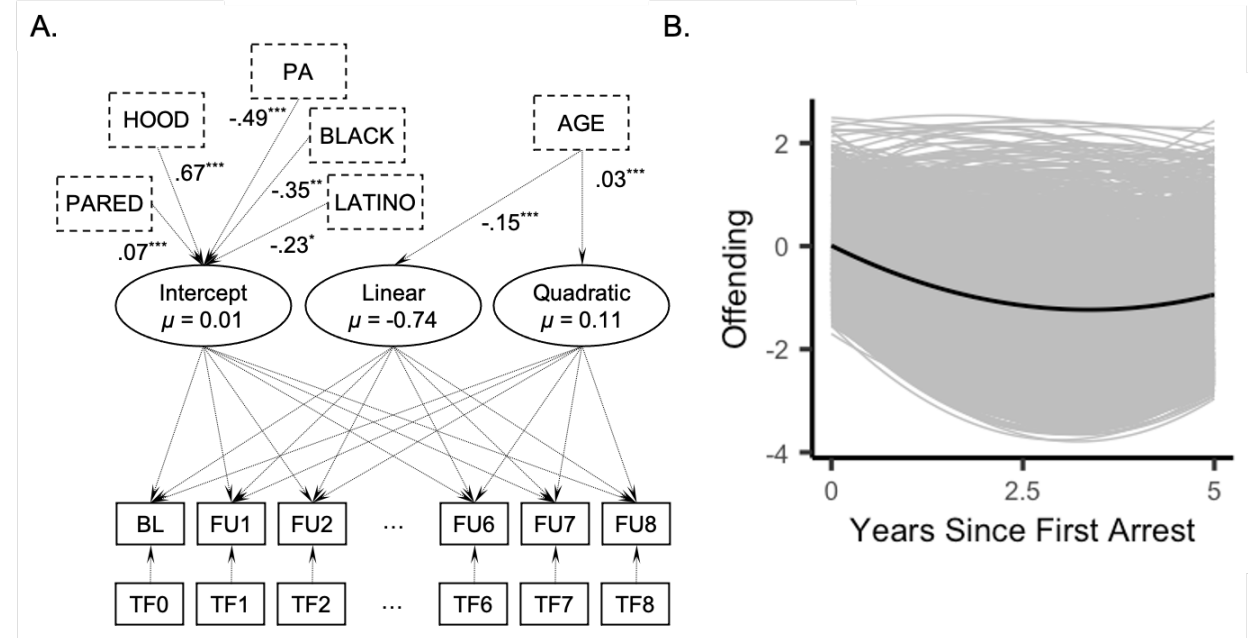 A.
PA
HOOD
-.49***
BLACK
.67***
-.35**
PARED
LATINO
.07***
-.23*
AGE
.03***
-.15***
Intercept
μ = 0.01
Linear
μ = -0.74
Quadratic
μ = 0.11
BL FU1 FU2 ... FU6 FU7 FU8
TF0 TF1 TF2 ... TF6 TF7 TF8
B.
Offending
2
0
-2
-4
0 2.5 5
Years Since First Arrest